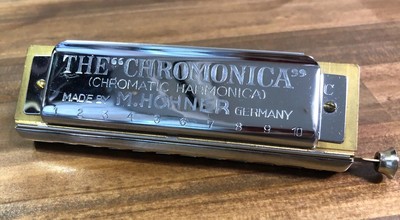 THE "CHROMONICA"
(CHROMATIC HARMONICA)
MADE BY M. HOHNER GERMANY
C
1 2 3 4 5 6 7 8 9 10